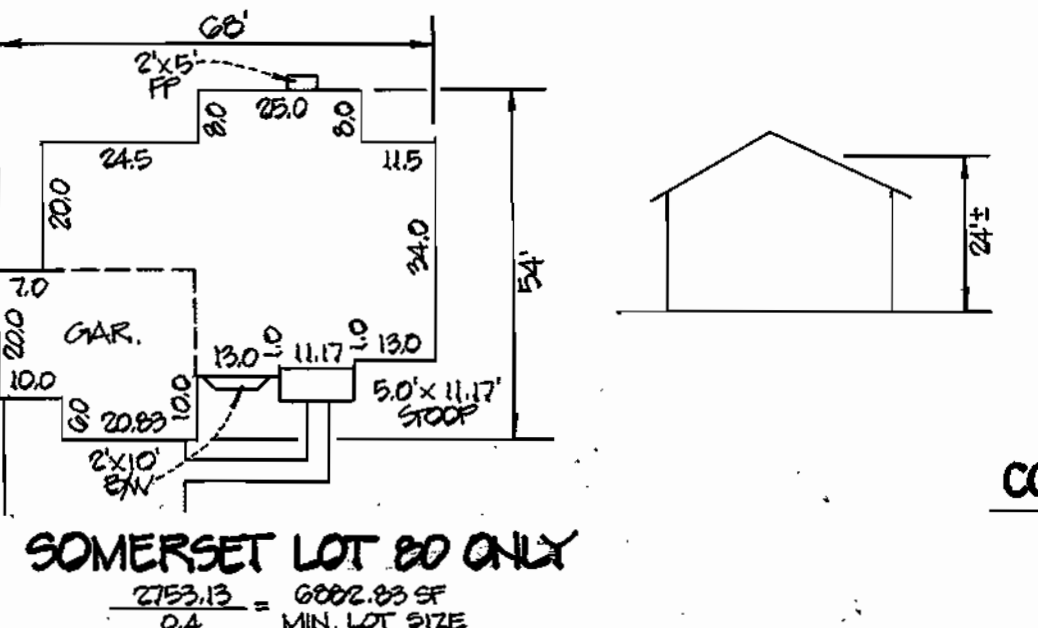 68'
2'x5'
FP
8.0
25.0
8.0
24.5
11.5
20.0
34.0
54'
24'±
7.0
20.0
GAR.
10.0
6.0
20.83
10.0
13.0
1.0
11.17
1.0
13.0
5.0'x 11.17'
STOOP
2'x10'
B/W
SOMERSET LOT 80 ONLY
2753.13
0.4
= 6882.83 SF
MIN. LOT SIZE